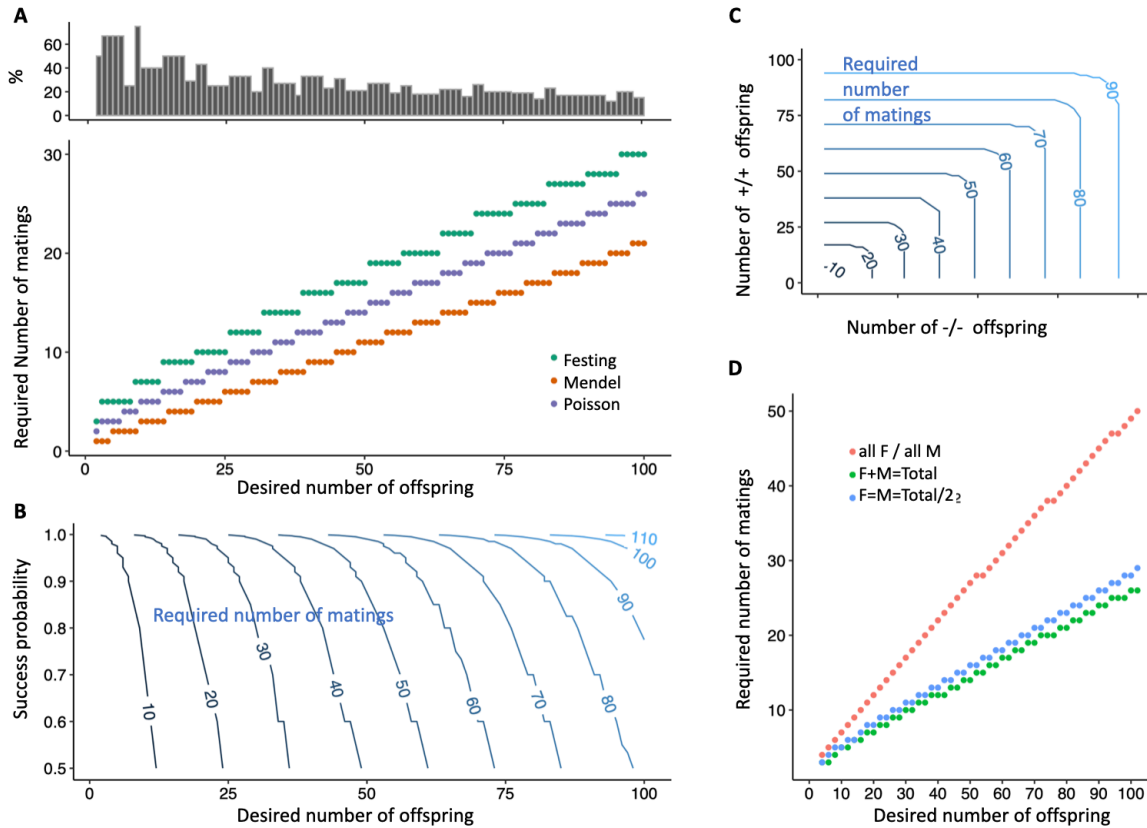 A
%
60
40
20
0
Required Number of matings
30
20
10
0
Festing
Mendel
Poisson
0 25 50 75 100
Desired number of offspring
B
Success probability
1.0
0.9
0.8
0.7
0.6
0.5
Required number of matings
10 20 30 40 50 60 70 80 90 100 110
0 25 50 75 100
Desired number of offspring
C
Number of +/+ offspring
100
75
50
25
0
Required
number
of matings
-10 20 30 40 50 60 70 80 90
Number of -/- offspring
D
Required number of matings
50
40
30
20
10
all F / all M
F+M=Total
F=M=Total/2
0 10 20 30 40 50 60 70 80 90 100
Desired number of offspring